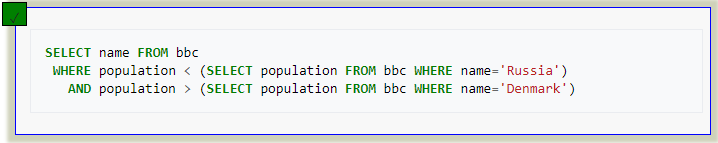 ✓
SELECT name FROM bbc
WHERE population < (SELECT population FROM bbc WHERE name='Russia')
AND population > (SELECT population FROM bbc WHERE name='Denmark')